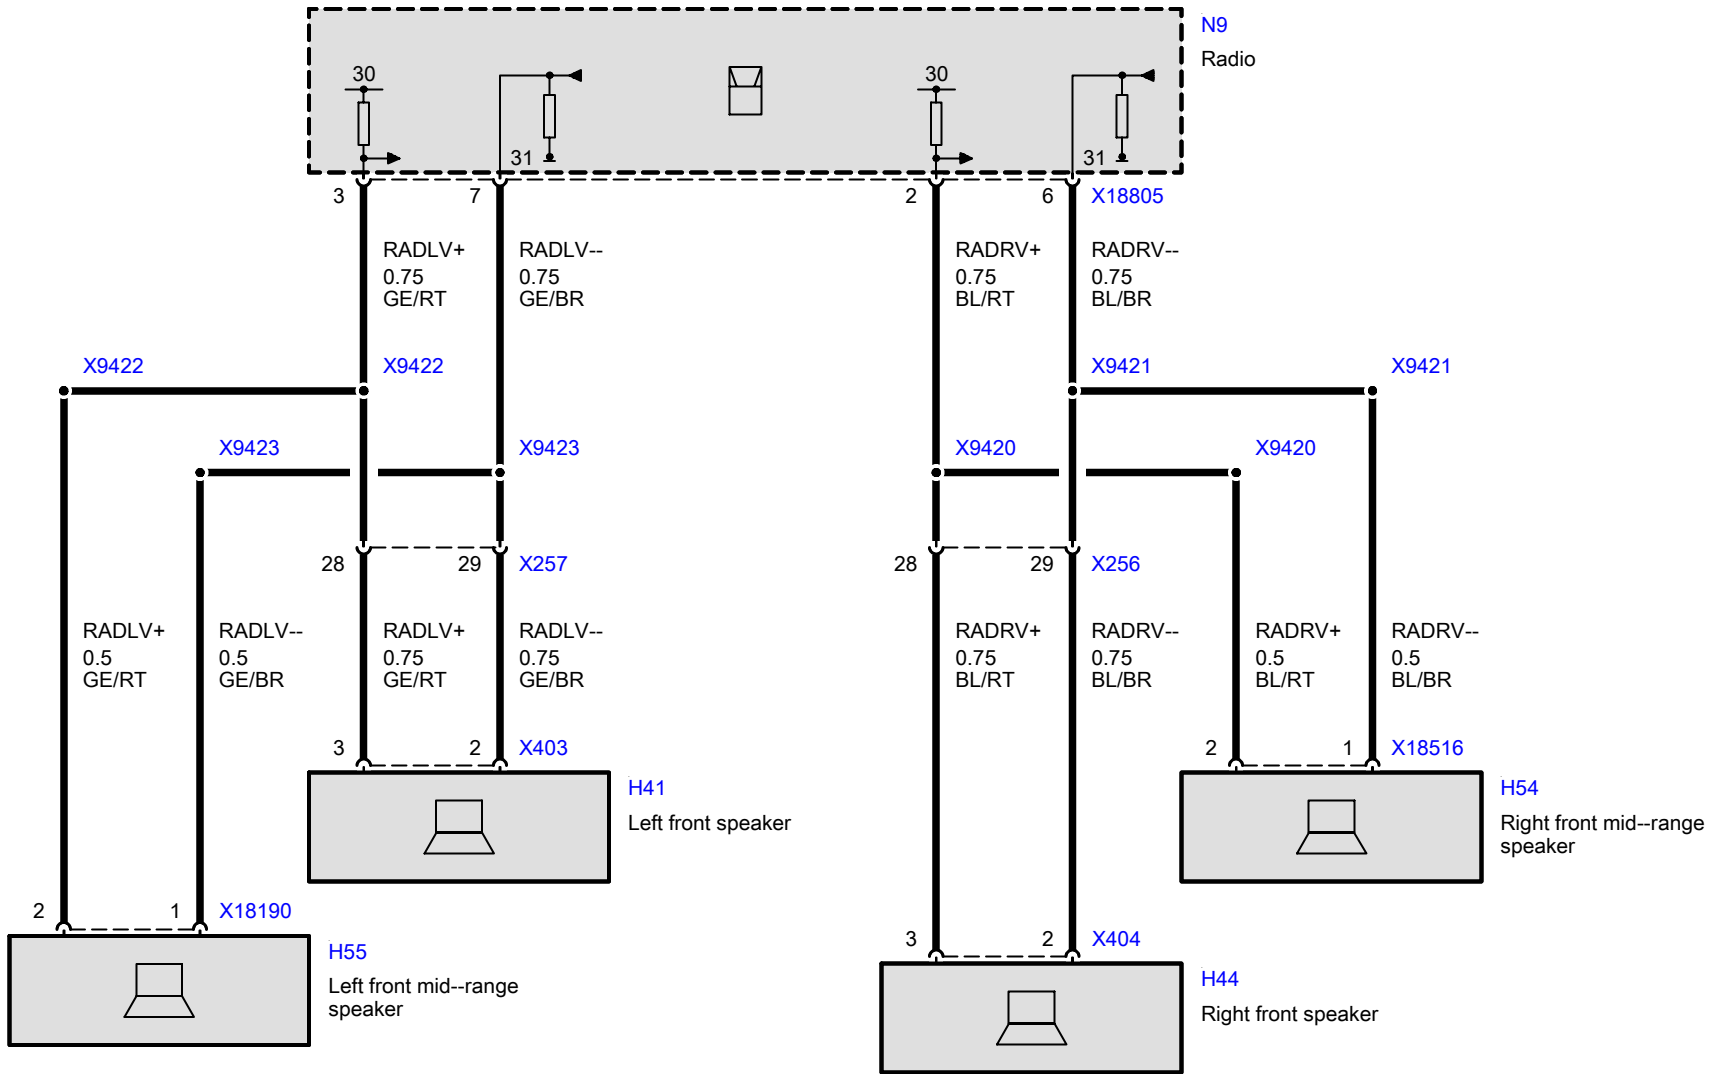 N9
Radio
30
30
31
31
3
7
2
6
X18805
RADLV+
0.75
GE/RT
RADLV--
0.75
GE/BR
RADRV+
0.75
BL/RT
RADRV--
0.75
BL/BR
X9422
X9422
X9421
X9421
X9423
X9423
X9420
X9420
28
29
X257
28
29
X256
RADLV+
0.5
GE/RT
RADLV--
0.5
GE/BR
RADLV+
0.75
GE/RT
RADLV--
0.75
GE/BR
RADRV+
0.75
BL/RT
RADRV--
0.75
BL/BR
RADRV+
0.5
BL/RT
RADRV--
0.5
BL/BR
3
2
X403
2
1
X18516
H41
Left front speaker
H54
Right front mid--range
speaker
2
1
X18190
3
2
X404
H55
Left front mid--range
speaker
H44
Right front speaker